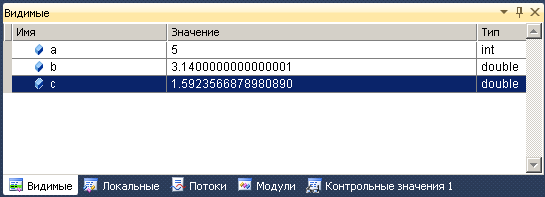 Видимые
Имя Значение Тип
a 5 int
b 3.1400000000000001 double
c 1.5923566878980890 double
Видимые Локальные Потоки Модули Контрольные значения 1